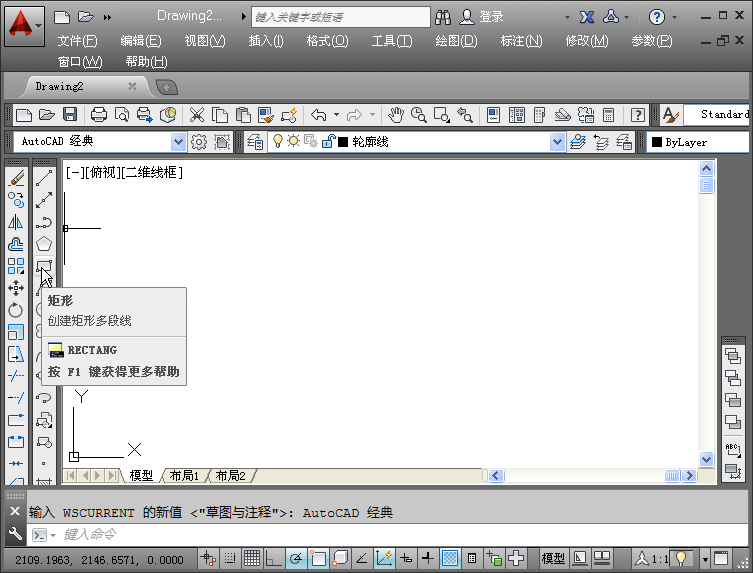 Drawing2... 键入关键字或短语 登录
文件(F) 编辑(E) 视图(V) 插入(I) 格式(O) 工具(T) 绘图(D) 标注(N) 修改(M) 参数(P)
窗口(W) 帮助(H)
Drawing2
Standard
AutoCAD 经典 轮廓线 ByLayer
[−][俯视][二维线框]
矩形
创建矩形多段线
RECTANG
按 F1 键获得更多帮助
Y
X
ABC
模型 布局1 布局2
输入 WSCURRENT 的新值 <"草图与注释">: AutoCAD 经典
键入命令
2109.1963, 2146.6571, 0.0000 模型 1:1